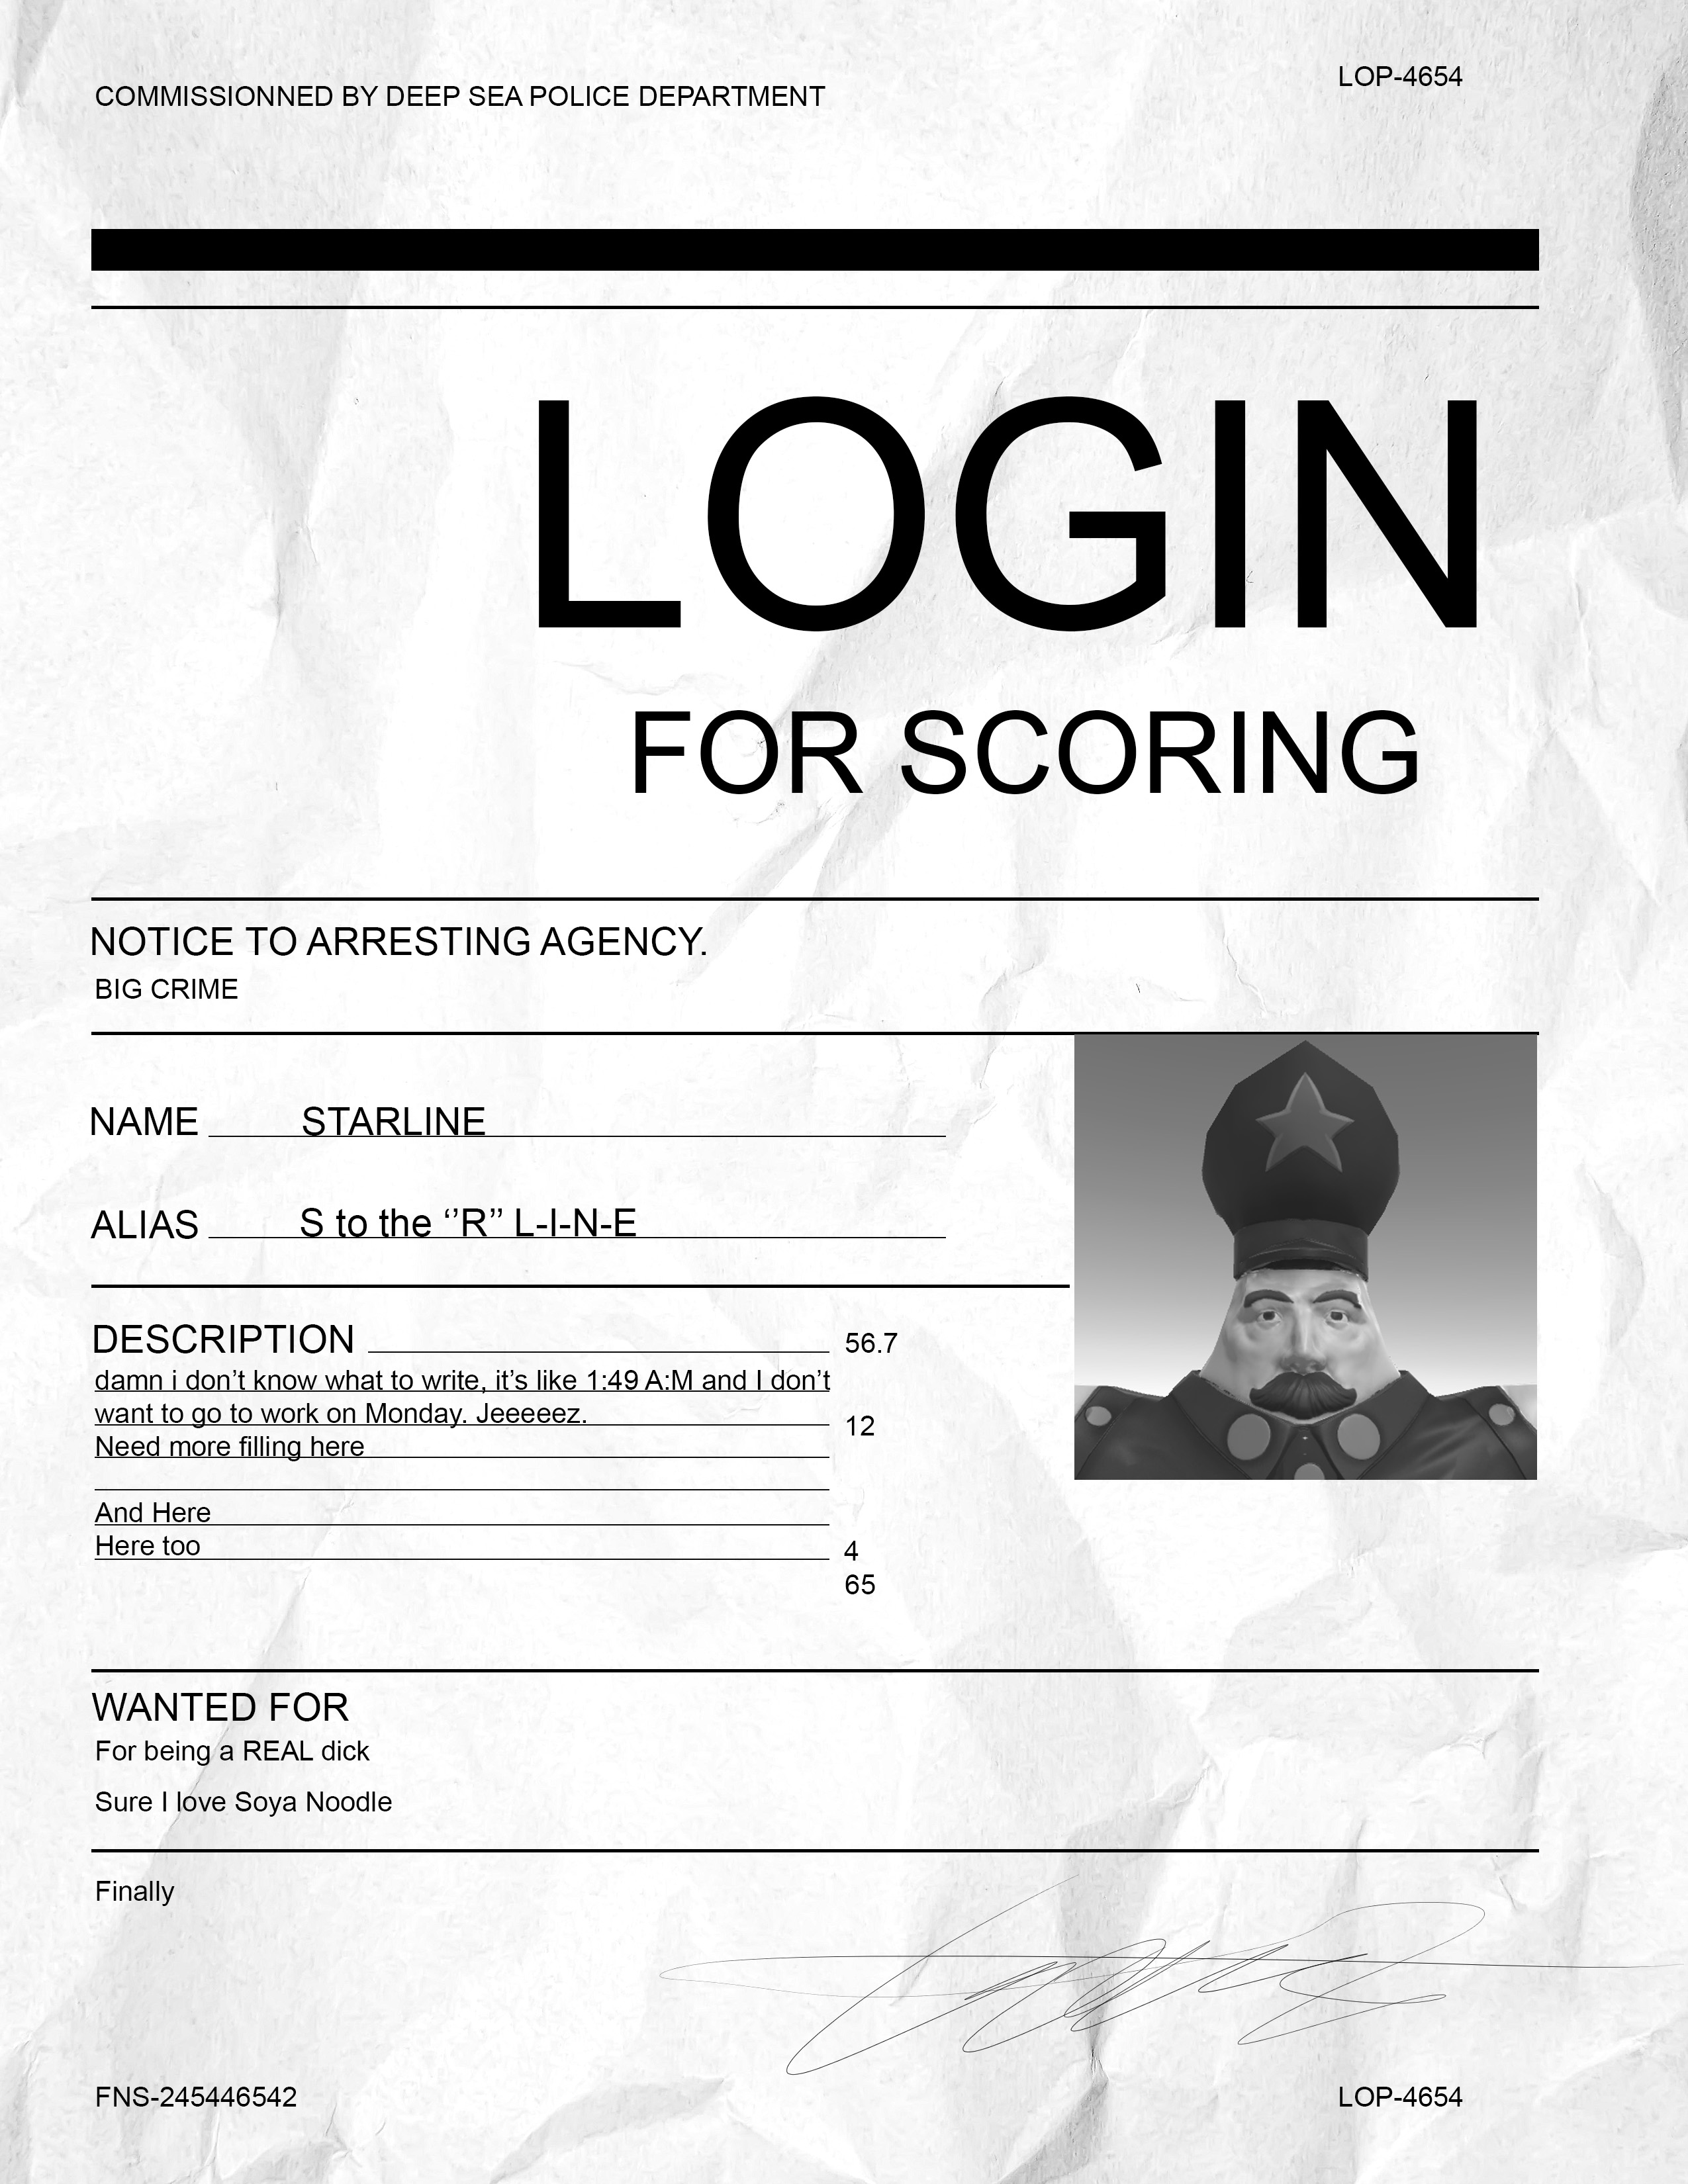 COMMISSIONNED BY DEEP SEA POLICE DEPARTMENT
LOP-4654
LOGIN
FOR SCORING
NOTICE TO ARRESTING AGENCY.
BIG CRIME
NAME STARLINE
ALIAS S to the ‘’R’’ L-I-N-E
DESCRIPTION 56.7
damn i don’t know what to write, it’s like 1:49 A:M and I don’t
want to go to work on Monday. Jeeeeez. 12
Need more filling here
And Here
Here too 4
65
WANTED FOR
For being a REAL dick
Sure I love Soya Noodle
Finally
FNS-245446542
LOP-4654